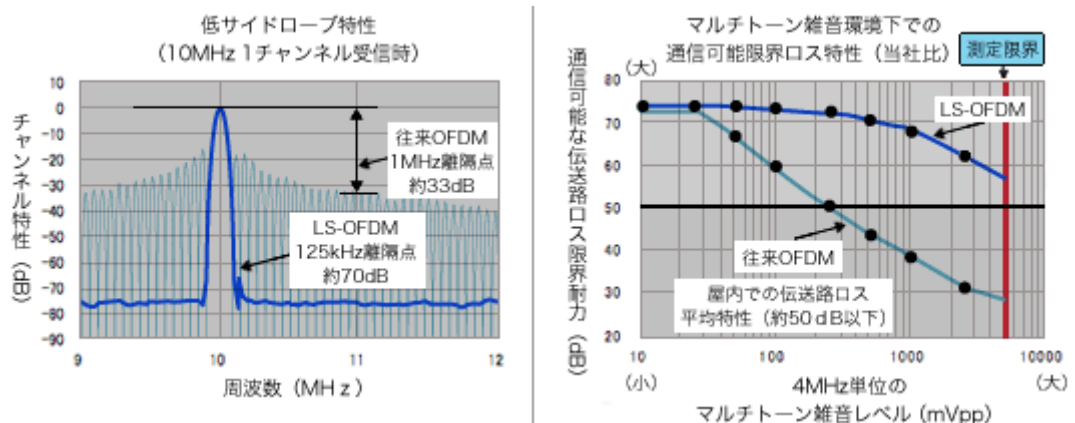 低サイドローブ特性
（10MHz 1チャンネル受信時）
チャンネル特性（dB）
10
0
-10
-20
-30
-40
-50
-60
-70
-80
-90
往来OFDM
1MHz離隔点
約33dB
LS-OFDM
125kHz離隔点
約70dB
9
10
11
12
周波数（MHz）
マルチトーン雑音環境下での
通信可能限界ロス特性（当社比）
測定限界
通信可能な伝送路ロス限界耐力（dB）
（大）
80
70
60
50
40
30
20
LS-OFDM
往来OFDM
屋内での伝送路ロス
平均特性（約50dB以下）
10
100
1000
10000
（小）
（大）
4MHz単位の
マルチトーン雑音レベル（mVpp）